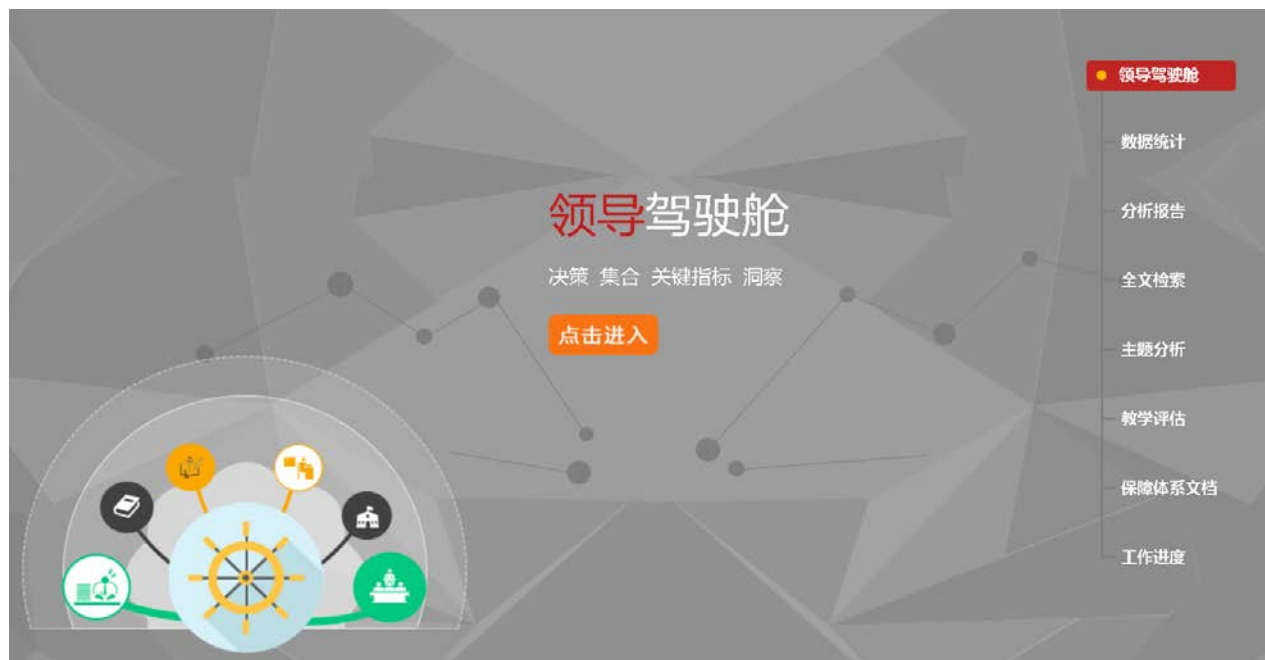 领导驾驶舱
决策 集合 关键指标 洞察
点击进入
领导驾驶舱
数据统计
分析报告
全文检索
主题分析
教学评估
保障体系文档
工作进度